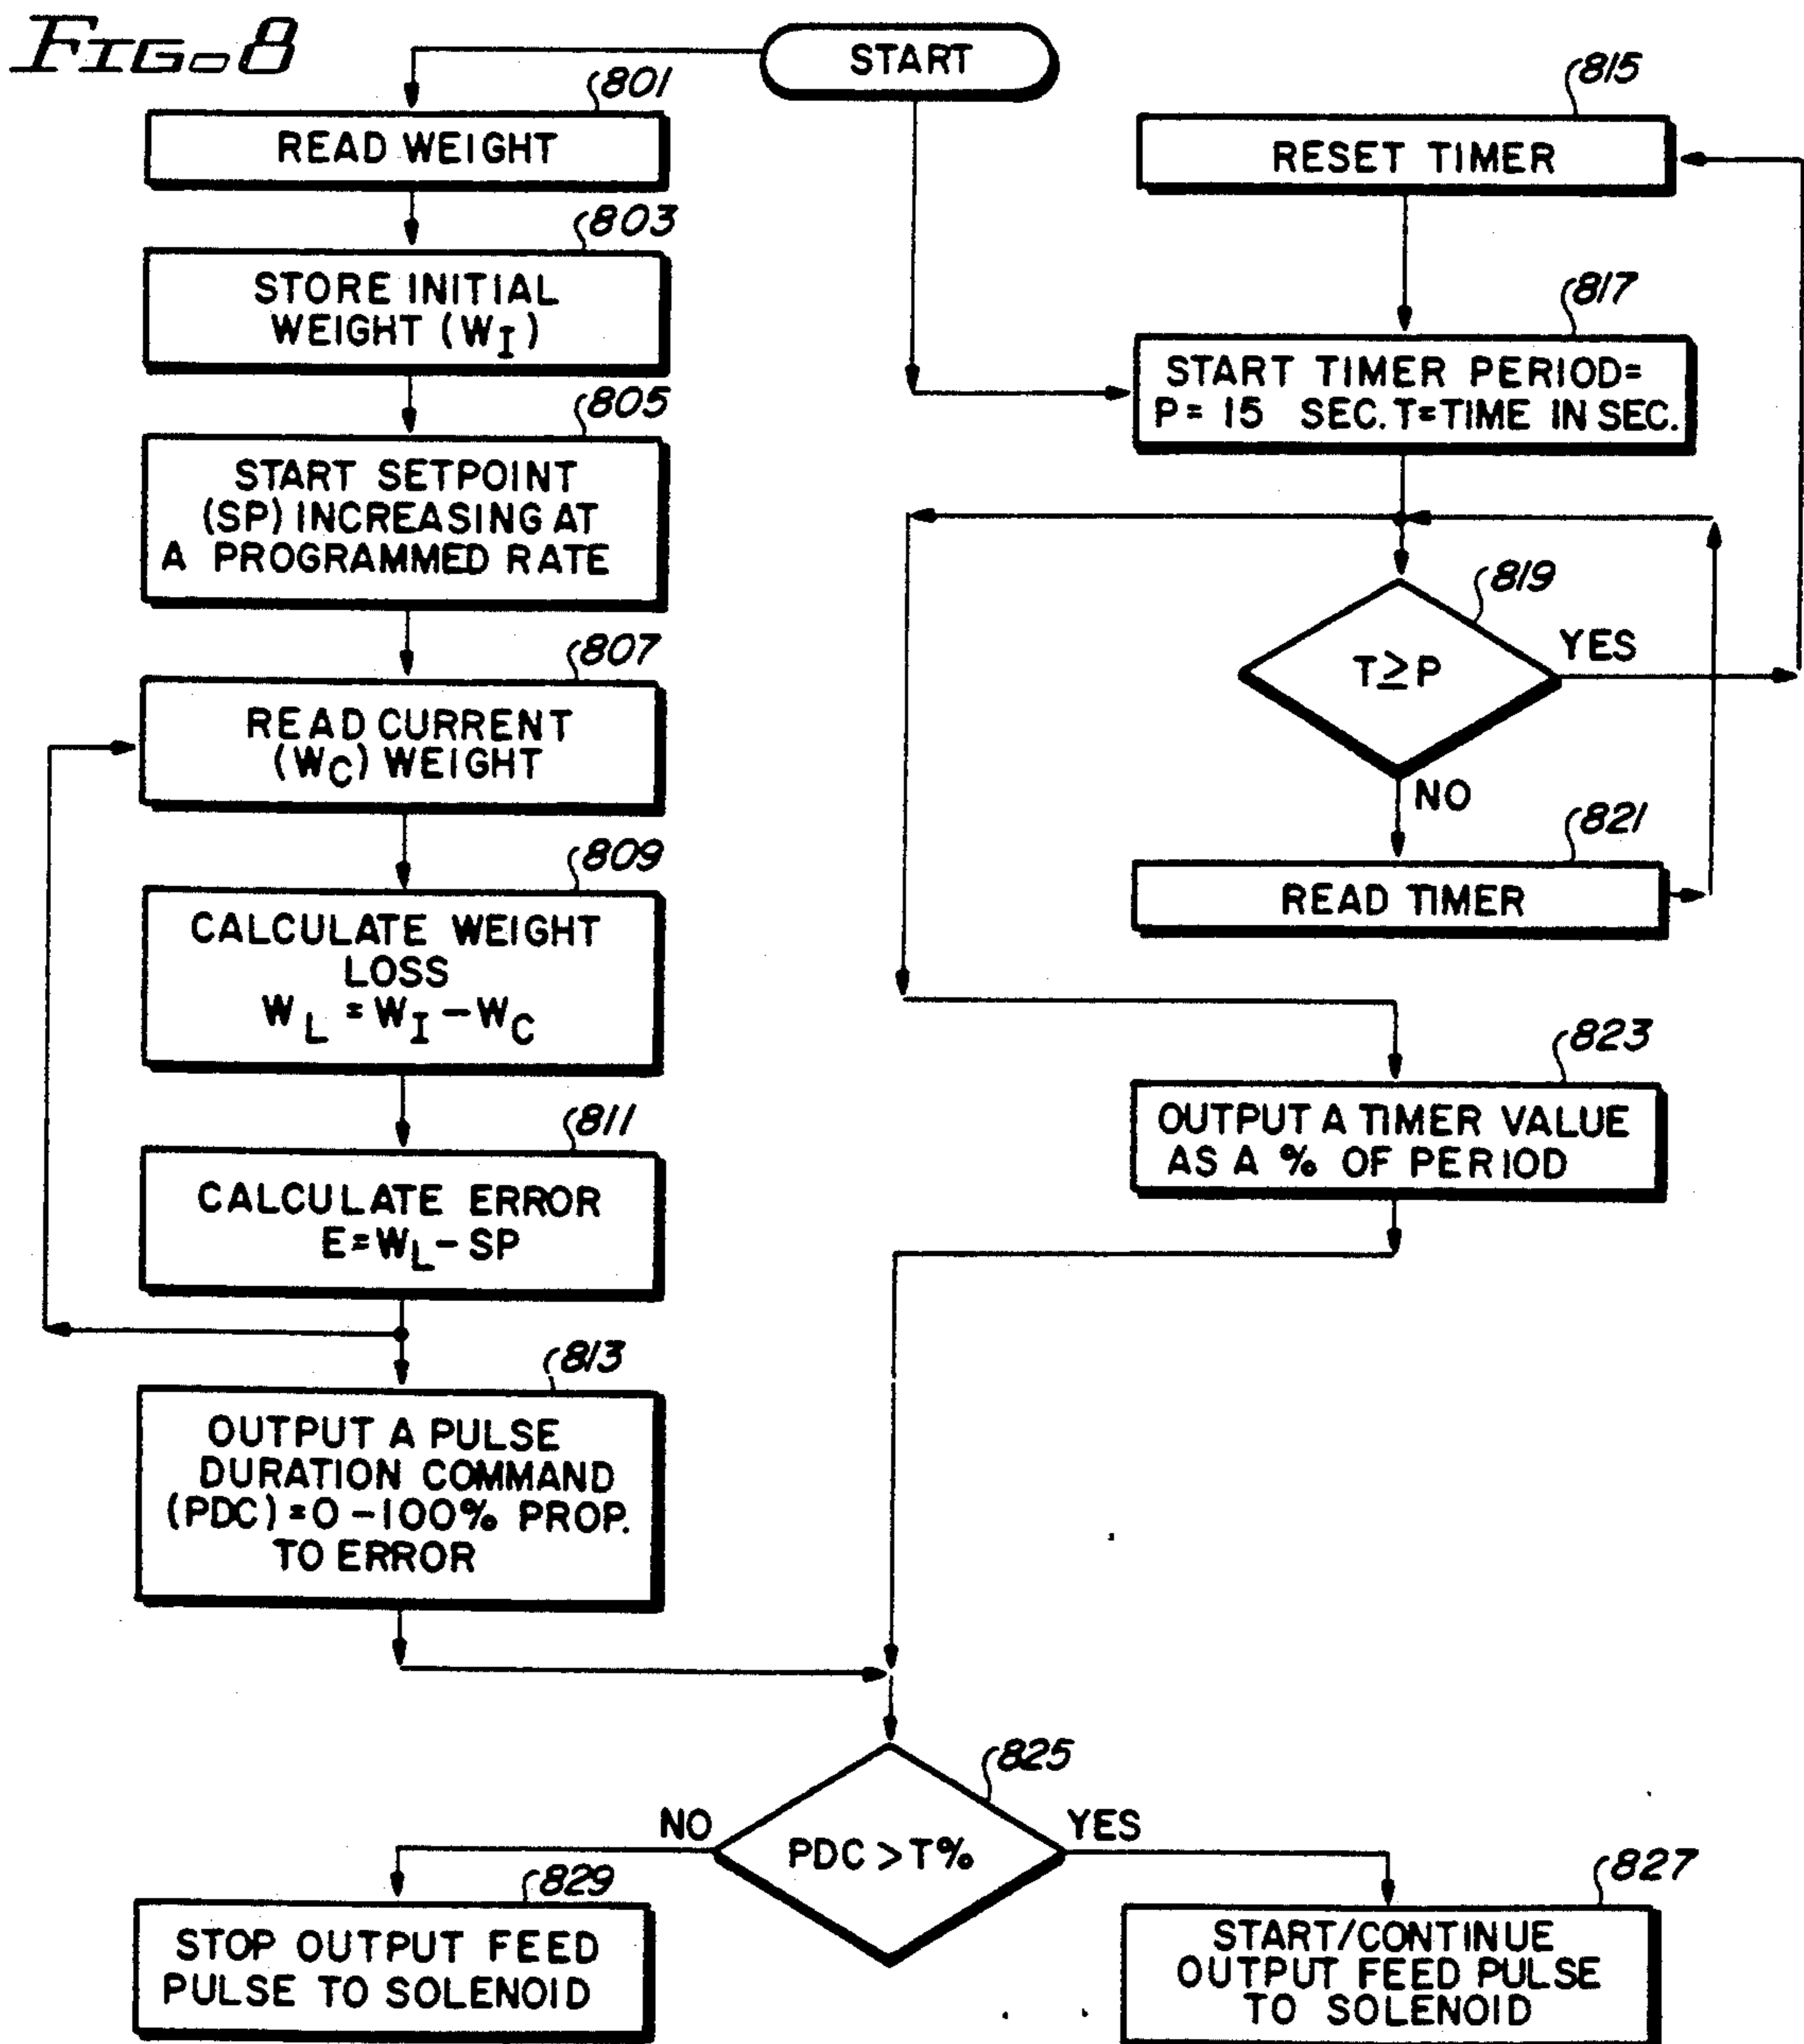 FIG. 8
START
801
READ WEIGHT
803
STORE INITIAL
WEIGHT (WI)
805
START SETPOINT
(SP) INCREASING AT
A PROGRAMMED RATE
807
READ CURRENT
(WC) WEIGHT
809
CALCULATE WEIGHT
LOSS
WL = WI - WC
811
CALCULATE ERROR
E=WL - SP
813
OUTPUT A PULSE
DURATION COMMAND
(PDC) = 0 - 100% PROP.
TO ERROR
815
RESET TIMER
817
START TIMER PERIOD=
P= 15 SEC. T=TIME IN SEC.
819
T≥P
YES
NO
821
READ TIMER
823
OUTPUT A TIMER VALUE
AS A % OF PERIOD
825
PDC > T%
NO
YES
829
STOP OUTPUT FEED
PULSE TO SOLENOID
827
START/CONTINUE
OUTPUT FEED PULSE
TO SOLENOID